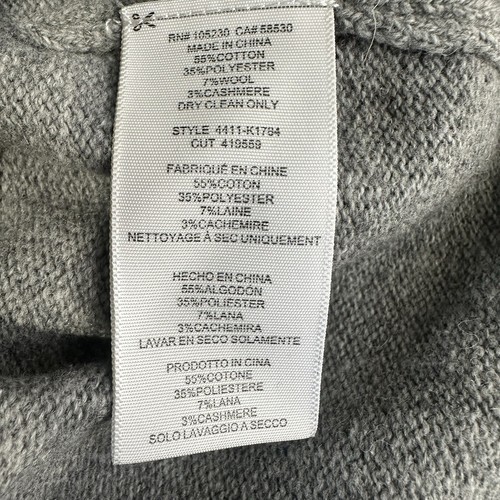 RN# 105230 CA# 58530
MADE IN CHINA
55%COTTON
35%POLYESTER
7%WOOL
3%CASHMERE
DRY CLEAN ONLY
STYLE 4411-K1784
CUT 419559
FABRIQUÉ EN CHINE
55%COTON
35%POLYESTER
7%LAINE
3%CACHEMIRE
NETTOYAGE À SEC UNIQUEMENT
HECHO EN CHINA
55%ALGODÓN
35%POLIESTER
7%LANA
3%CACHEMIRA
LAVAR EN SECO SOLAMENTE
PRODOTTO IN CINA
55%COTONE
35%POLIESTERE
7%LANA
3%CASHMERE
SOLO LAVAGGIO A SECCO